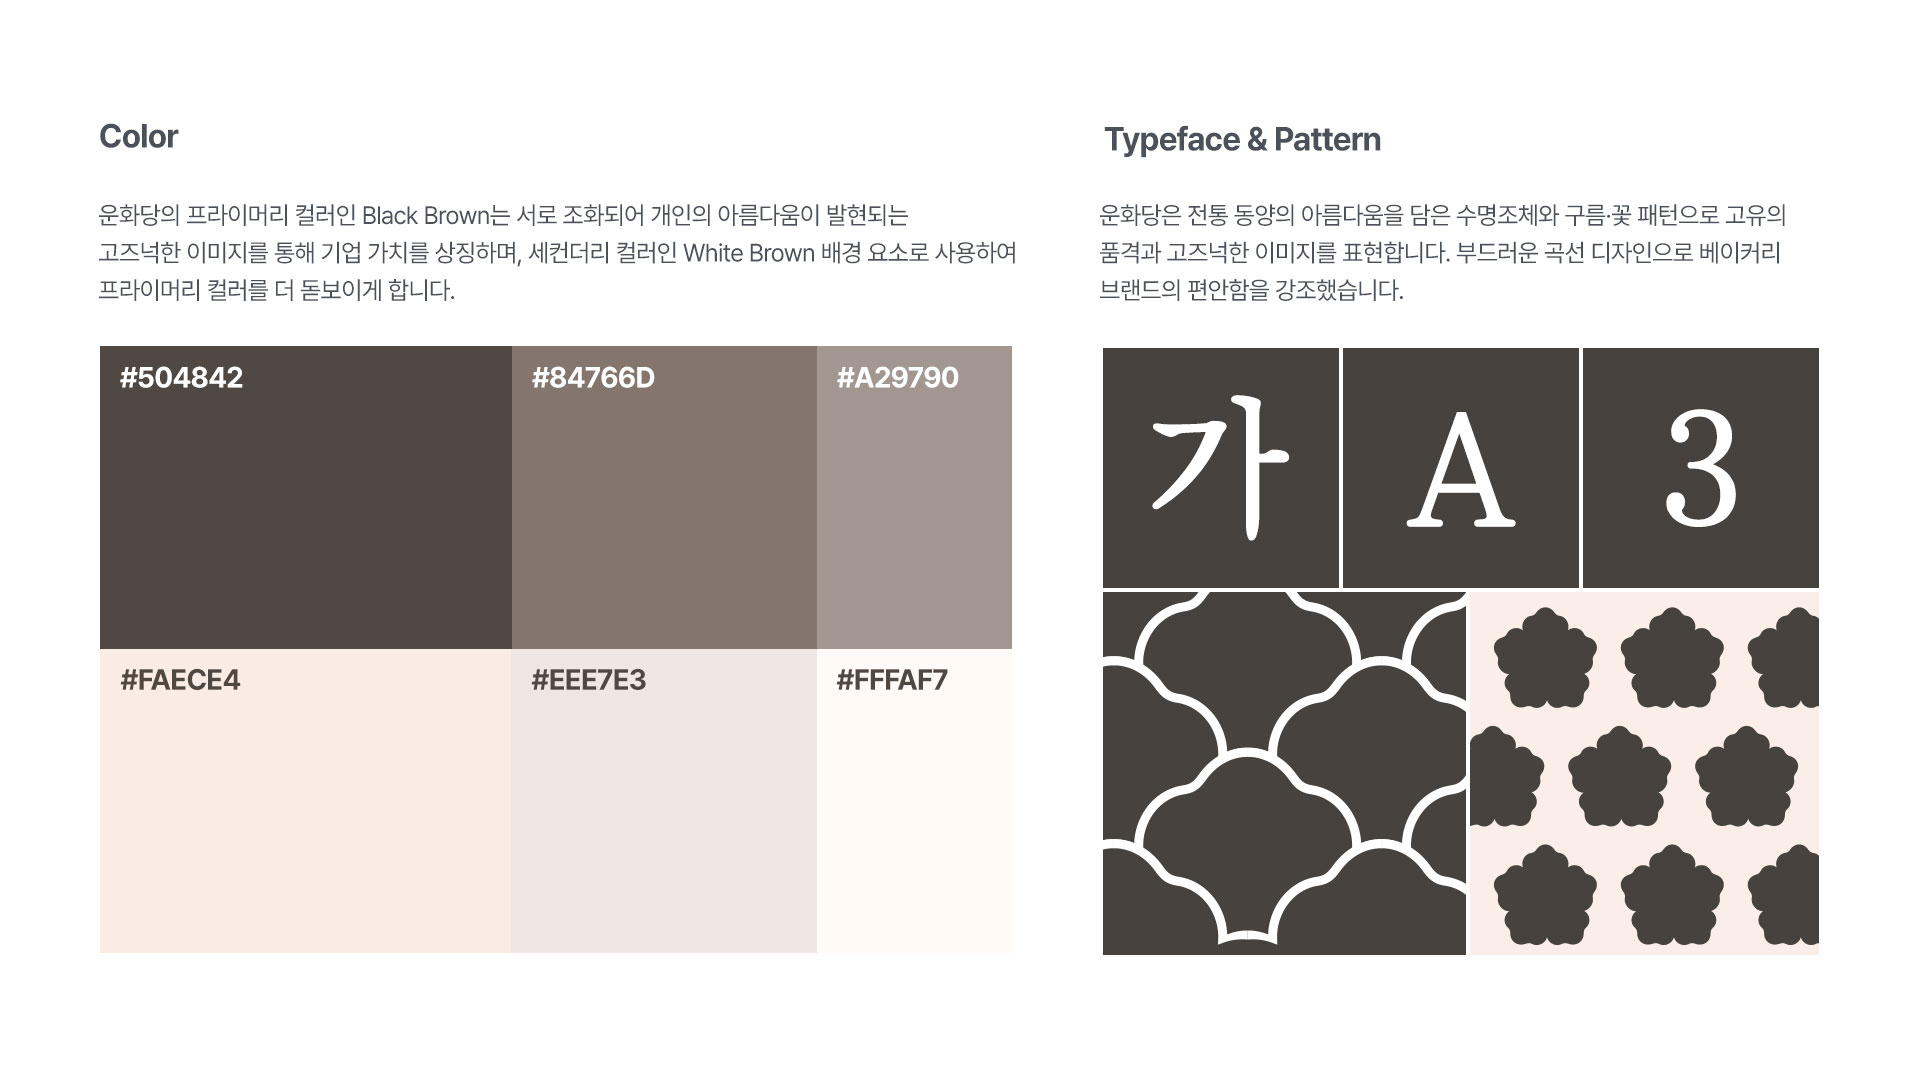 Color
운화당의 프라이머리 컬러인 Black Brown는 서로 조화되어 개인의 아름다움이 발현되는
고즈넉한 이미지를 통해 기업 가치를 상징하며, 세컨더리 컬러인 White Brown 배경 요소로 사용하여
프라이머리 컬러를 더 돋보이게 합니다.
#504842
#84766D
#A29790
#FAECE4
#EEE7E3
#FFFAF7
Typeface & Pattern
운화당은 전통 동양의 아름다움을 담은 수명조체와 구름·꽃 패턴으로 고유의
품격과 고즈넉한 이미지를 표현합니다. 부드러운 곡선 디자인으로 베이커리
브랜드의 편안함을 강조했습니다.
가
A
3